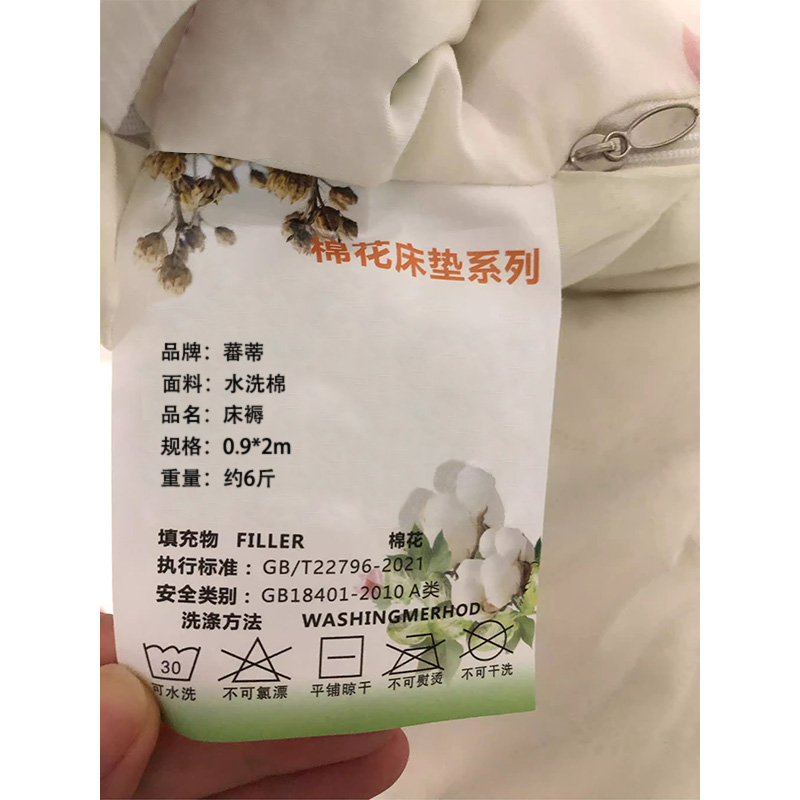 棉花床垫系列
品牌：蕃蒂
面料：水洗棉
品名：床褥
规格：0.9*2m
重量：约6斤
填充物 FILLER 棉花
执行标准：GB/T22796-2021
安全类别：GB18401-2010 A类
洗涤方法 WASHINGMERHOD
30
可水洗 不可氯漂 平铺晾干 不可熨烫 不可干洗